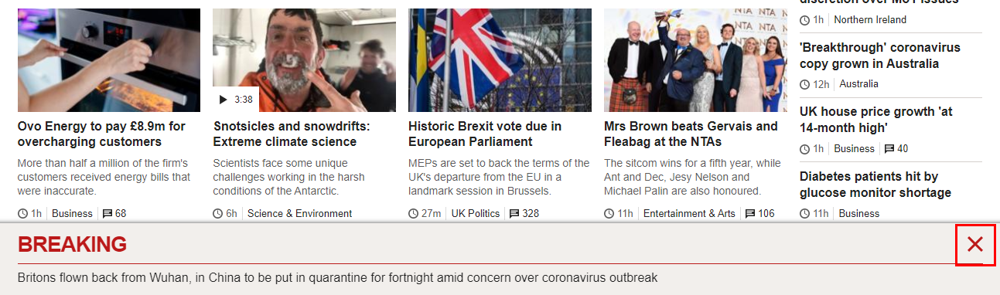 discretion over MoT issues
1h Northern Ireland
3:38
NTA NTA NTA
Ovo Energy to pay £8.9m for
overcharging customers
More than half a million of the firm's
customers received energy bills that
were inaccurate.
1h Business 68
Snotsicles and snowdrifts:
Extreme climate science
Scientists face some unique
challenges working in the harsh
conditions of the Antarctic.
6h Science & Environment
Historic Brexit vote due in
European Parliament
MEPs are set to back the terms of the
UK's departure from the EU in a
landmark session in Brussels.
27m UK Politics 328
Mrs Brown beats Gervais and
Fleabag at the NTAs
The sitcom wins for a fifth year, while
Ant and Dec, Jesy Nelson and
Michael Palin are also honoured.
11h Entertainment & Arts 106
'Breakthrough' coronavirus
copy grown in Australia
12h Australia
UK house price growth 'at
14-month high'
1h Business 40
Diabetes patients hit by
glucose monitor shortage
11h Business
BREAKING
Britons flown back from Wuhan, in China to be put in quarantine for fortnight amid concern over coronavirus outbreak